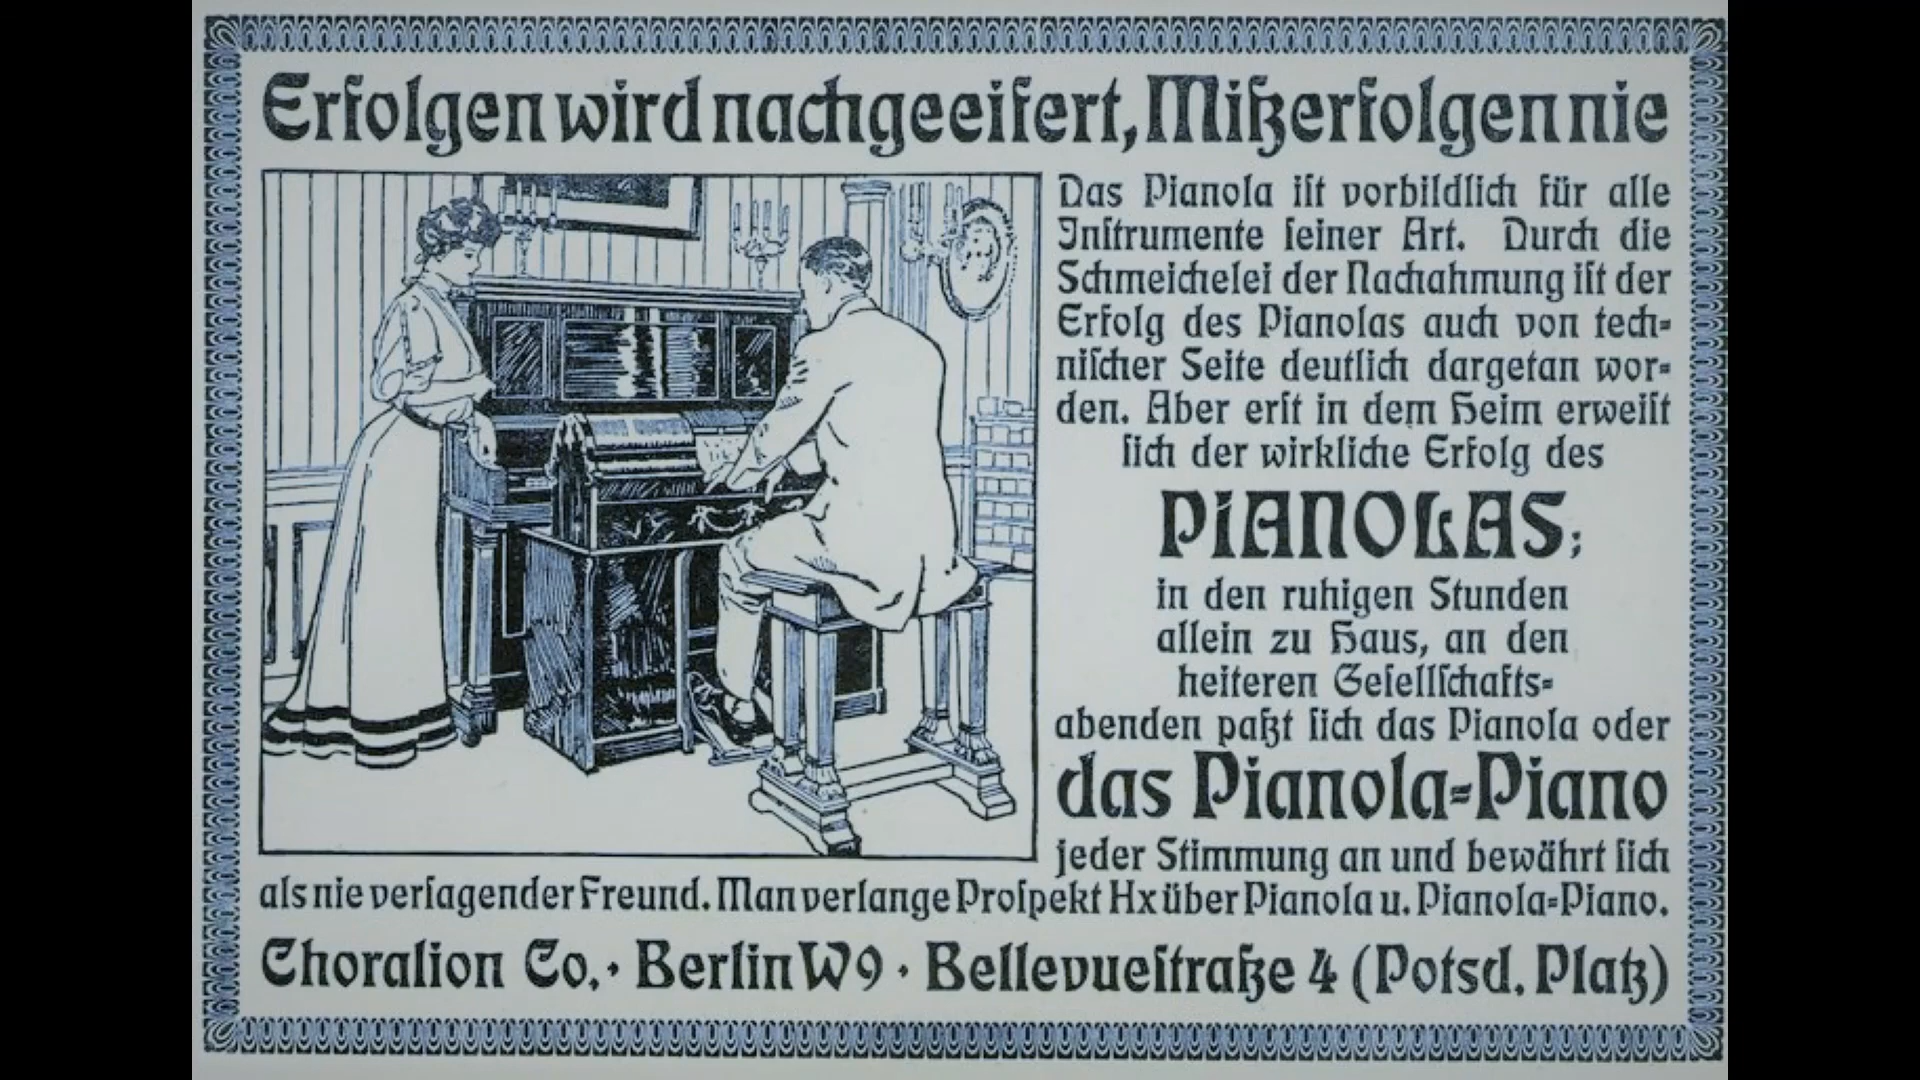 Erfolgen wird nachgeeifert, Mißerfolgen nie
Das Pianola iſt vorbildlich für alle
Inſtrumente ſeiner Art. Durch die
Schmeichelei der Nachahmung iſt der
Erfolg des Pianolas auch von tech-
niſcher Seite deutlich dargetan wor-
den. Aber erſt in dem Heim erweiſt
ſich der wirkliche Erfolg des
PIANOLAS;
in den ruhigen Stunden
allein zu Haus, an den
heiteren Geſellſchafts-
abenden paßt ſich das Pianola oder
das Pianola-Piano
jeder Stimmung an und bewährt ſich
als nie verſagender Freund. Man verlange Proſpekt Hx über Pianola u. Pianola-Piano.
Choralion Co. · Berlin W9 · Bellevueſtraße 4 (Potsd. Platz)